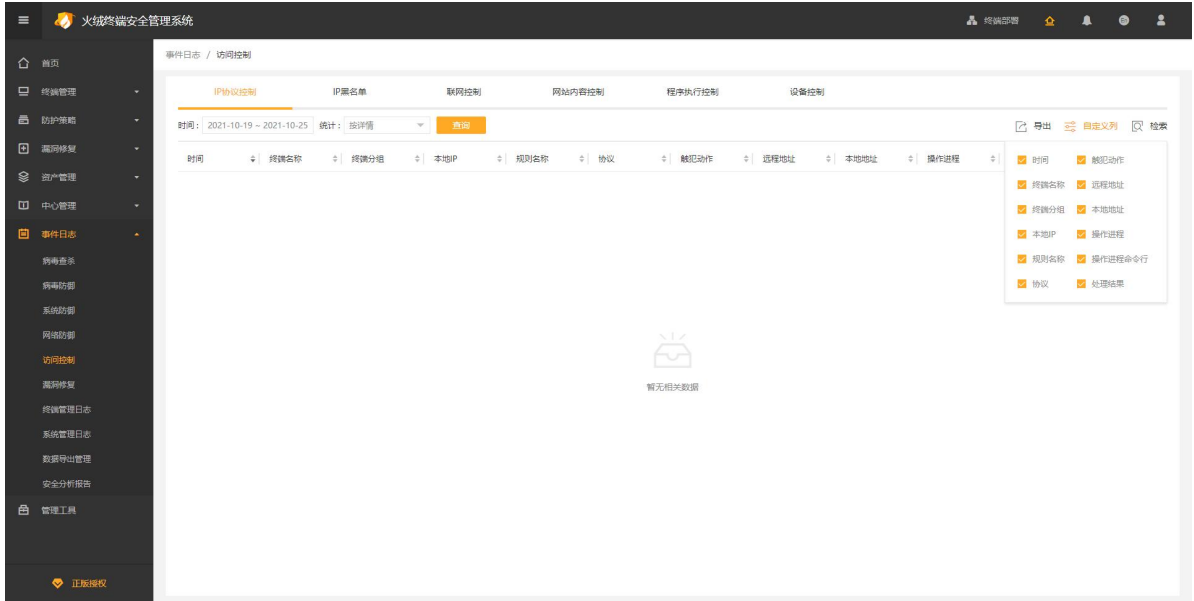 火绒终端安全管理系统
终端部署
首页
终端管理
防护策略
漏洞修复
资产管理
中心管理
事件日志
病毒查杀
病毒防御
系统防御
网络防御
访问控制
漏洞修复
终端管理日志
系统管理日志
数据导出管理
安全分析报告
管理工具
正版授权
事件日志 / 访问控制
IP协议控制 IP黑名单 联网控制 网站内容控制 程序执行控制 设备控制
时间： 2021-10-19 ~ 2021-10-25 统计： 按详情 查询 导出 自定义列 检索
时间 终端名称 终端分组 本地IP 规则名称 协议 触犯动作 远程地址 本地地址 操作进程
时间 触犯动作
终端名称 远程地址
终端分组 本地地址
本地IP 操作进程
规则名称 操作进程命令行
协议 处理结果
暂无相关数据